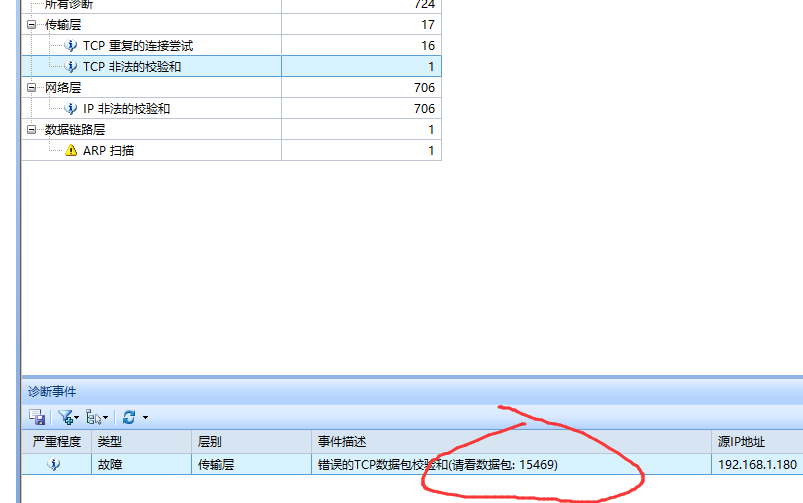 所有诊断 724
传输层 17
TCP 重复的连接尝试 16
TCP 非法的校验和 1
网络层 706
IP 非法的校验和 706
数据链路层 1
ARP 扫描 1
诊断事件
严重程度 类型 层别 事件描述 源IP地址
故障 传输层 错误的TCP数据包校验和(请看数据包: 15469) 192.168.1.180